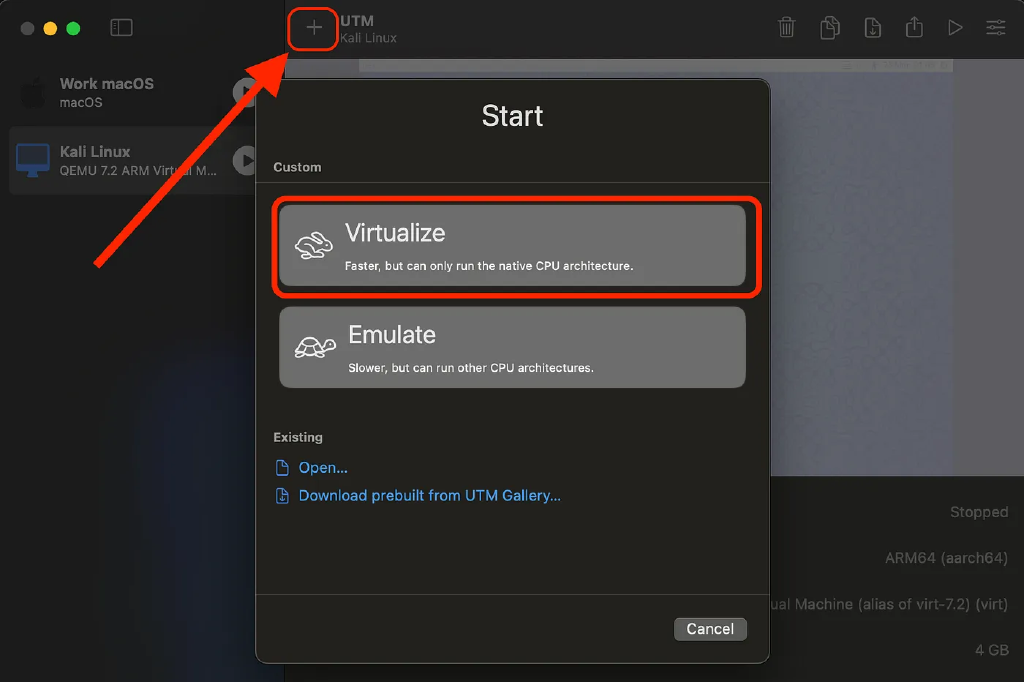 UTM
Kali Linux
Work macOS
macOS
Kali Linux
QEMU 7.2 ARM Virtual M...
Start
Custom
Virtualize
Faster, but can only run the native CPU architecture.
Emulate
Slower, but can run other CPU architectures.
Existing
Open...
Download prebuilt from UTM Gallery...
Cancel
Stopped
ARM64 (aarch64)
ual Machine (alias of virt-7.2) (virt)
4 GB